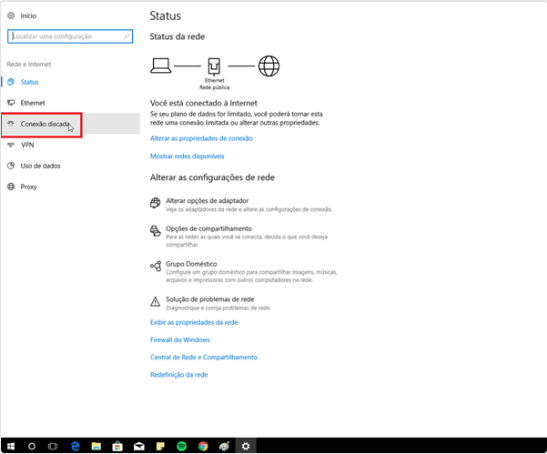 Início
Localizar uma configuração
Rede e Internet
Status
Ethernet
Conexão discada
VPN
Uso de dados
Proxy
Status
Status da rede
Ethernet
Rede pública
Você está conectado à Internet
Se seu plano de dados for limitado, você poderá tornar esta
rede uma conexão limitada ou alterar outras propriedades.
Alterar as propriedades de conexão
Mostrar redes disponíveis
Alterar as configurações de rede
Alterar opções de adaptador
Veja os adaptadores de rede e altere as configurações de conexão.
Opções de compartilhamento
Para as redes às quais você se conecta, decida o que você deseja
compartilhar.
Grupo Doméstico
Configure um grupo doméstico para compartilhar imagens, músicas,
arquivos e impressoras com outros computadores na rede.
Solução de problemas de rede
Diagnostique e corrija problemas de rede.
Exibir as propriedades da rede
Firewall do Windows
Central de Rede e Compartilhamento
Redefinição da rede